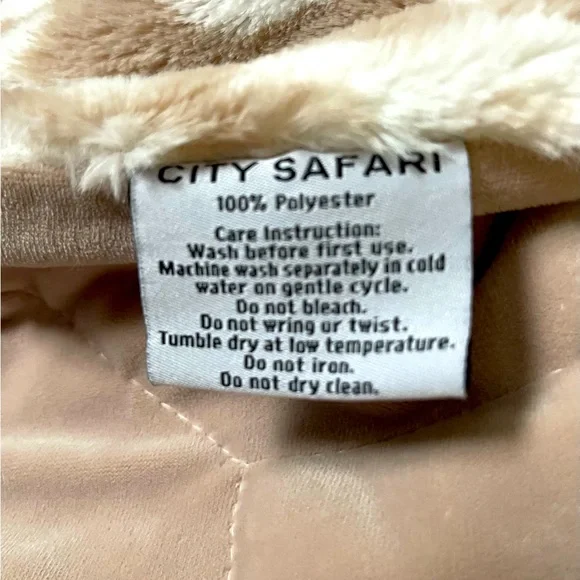 CITY SAFARI
100% Polyester
Care Instruction:
Wash before first use.
Machine wash separately in cold
water on gentle cycle.
Do not bleach.
Do not wring or twist.
Tumble dry at low temperature.
Do not iron.
Do not dry clean.